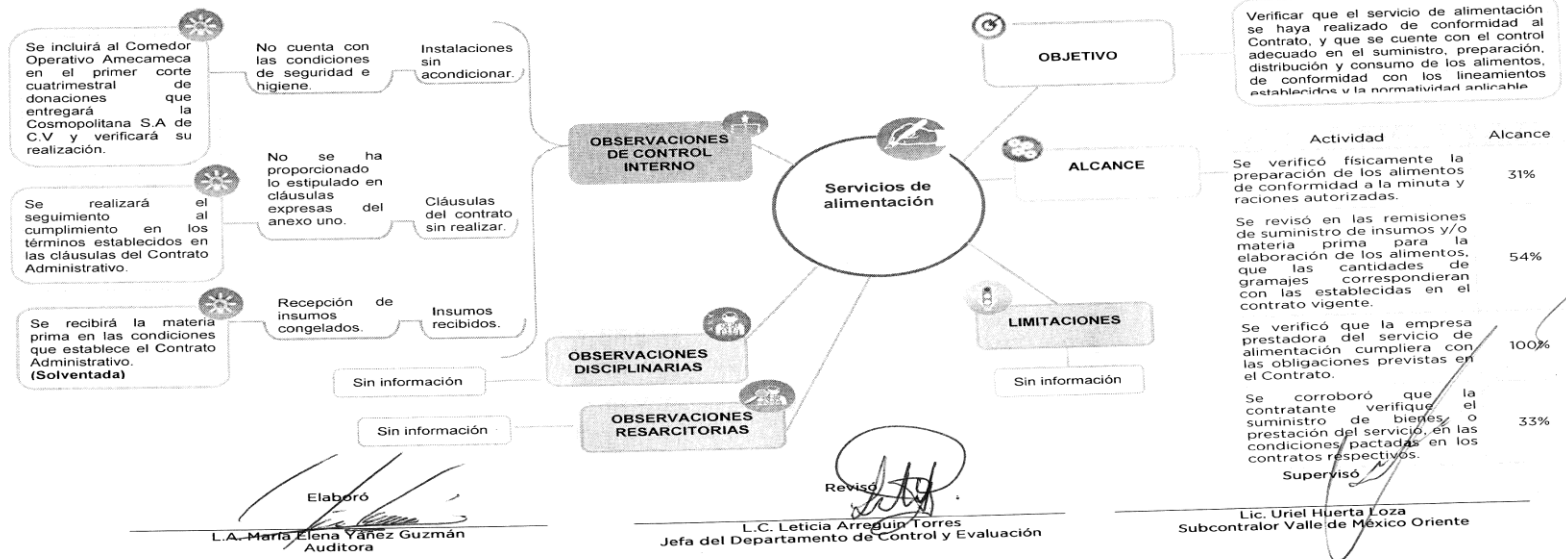 Se incluirá al Comedor
Operativo Amecameca
en el primer corte
cuatrimestral de
donaciones que
entregará la
Cosmopolitana S.A de
C.V y verificará su
realización.
No cuenta con
las condiciones
de seguridad e
higiene.
Instalaciones
sin
acondicionar.
Se realizará el
seguimiento al
cumplimiento en los
términos establecidos en
las cláusulas del Contrato
Administrativo.
No se ha
proporcionado
lo estipulado en
cláusulas
expresas del
anexo uno.
Cláusulas
del contrato
sin realizar.
Se recibirá la materia
prima en las condiciones
que establece el Contrato
Administrativo.
(Solventada)
Recepción de
insumos
congelados.
Insumos
recibidos.
OBSERVACIONES
DE CONTROL
INTERNO
OBSERVACIONES
DISCIPLINARIAS
Sin información
OBSERVACIONES
RESARCITORIAS
Sin información
Servicios de
alimentación
OBJETIVO
Verificar que el servicio de alimentación
se haya realizado de conformidad al
Contrato, y que se cuente con el control
adecuado en el suministro, preparación,
distribución y consumo de los alimentos,
de conformidad con los lineamientos
establecidos y la normatividad aplicable
ALCANCE
Actividad Alcance
Se verificó físicamente la
preparación de los alimentos
de conformidad a la minuta y
raciones autorizadas.
31%
Se revisó en las remisiones
de suministro de insumos y/o
materia prima para la
elaboración de los alimentos,
que las cantidades de
gramajes correspondieran
con las establecidas en el
contrato vigente.
54%
Se verificó que la empresa
prestadora del servicio de
alimentación cumpliera con
las obligaciones previstas en
el Contrato.
100%
Se corroboró que la
contratante verifique el
suministro de bienes o
prestación del servicio, en las
condiciones pactadas en los
contratos respectivos.
33%
LIMITACIONES
Sin información
Elaboró
L.A. María Elena Yáñez Guzmán
Auditora
Revisó
L.C. Leticia Arreguin Torres
Jefa del Departamento de Control y Evaluación
Supervisó
Lic. Uriel Huerta Loza
Subcontralor Valle de México Oriente